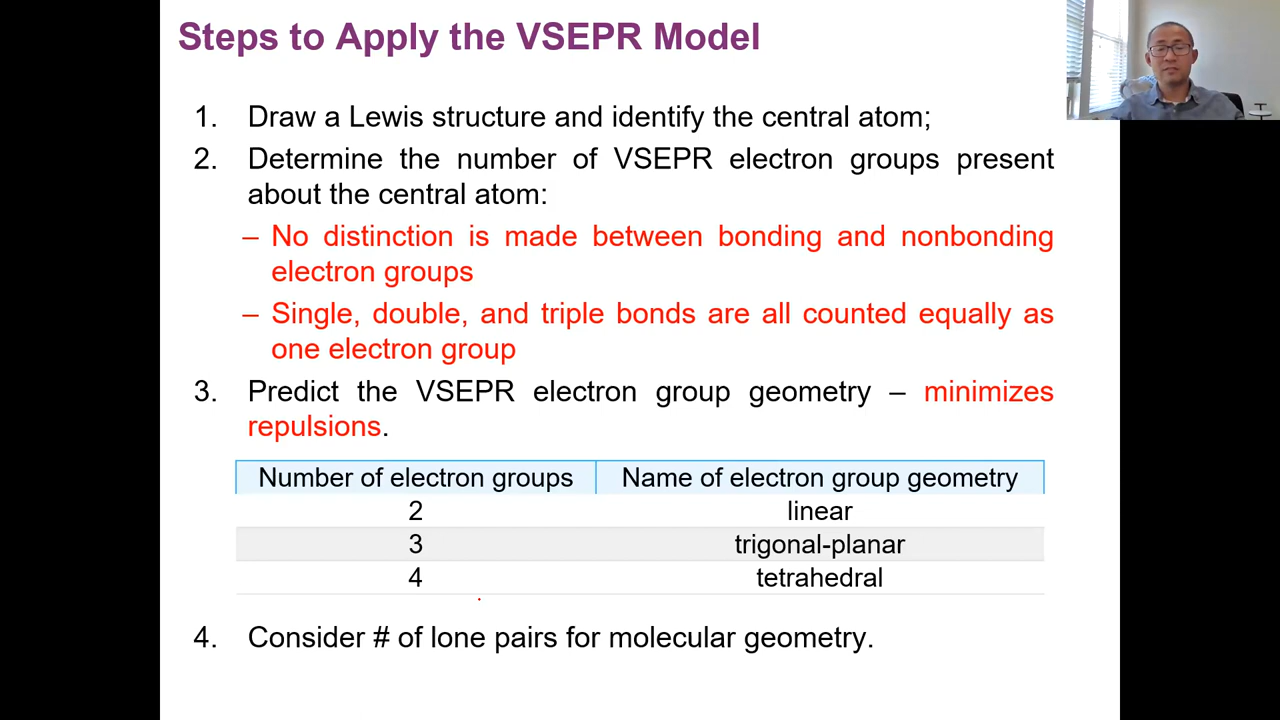 Steps to Apply the VSEPR Model
1. Draw a Lewis structure and identify the central atom;
2. Determine the number of VSEPR electron groups present
about the central atom:
– No distinction is made between bonding and nonbonding
electron groups
– Single, double, and triple bonds are all counted equally as
one electron group
3. Predict the VSEPR electron group geometry – minimizes
repulsions.
Number of electron groups Name of electron group geometry
2 linear
3 trigonal-planar
4 tetrahedral
4. Consider # of lone pairs for molecular geometry.